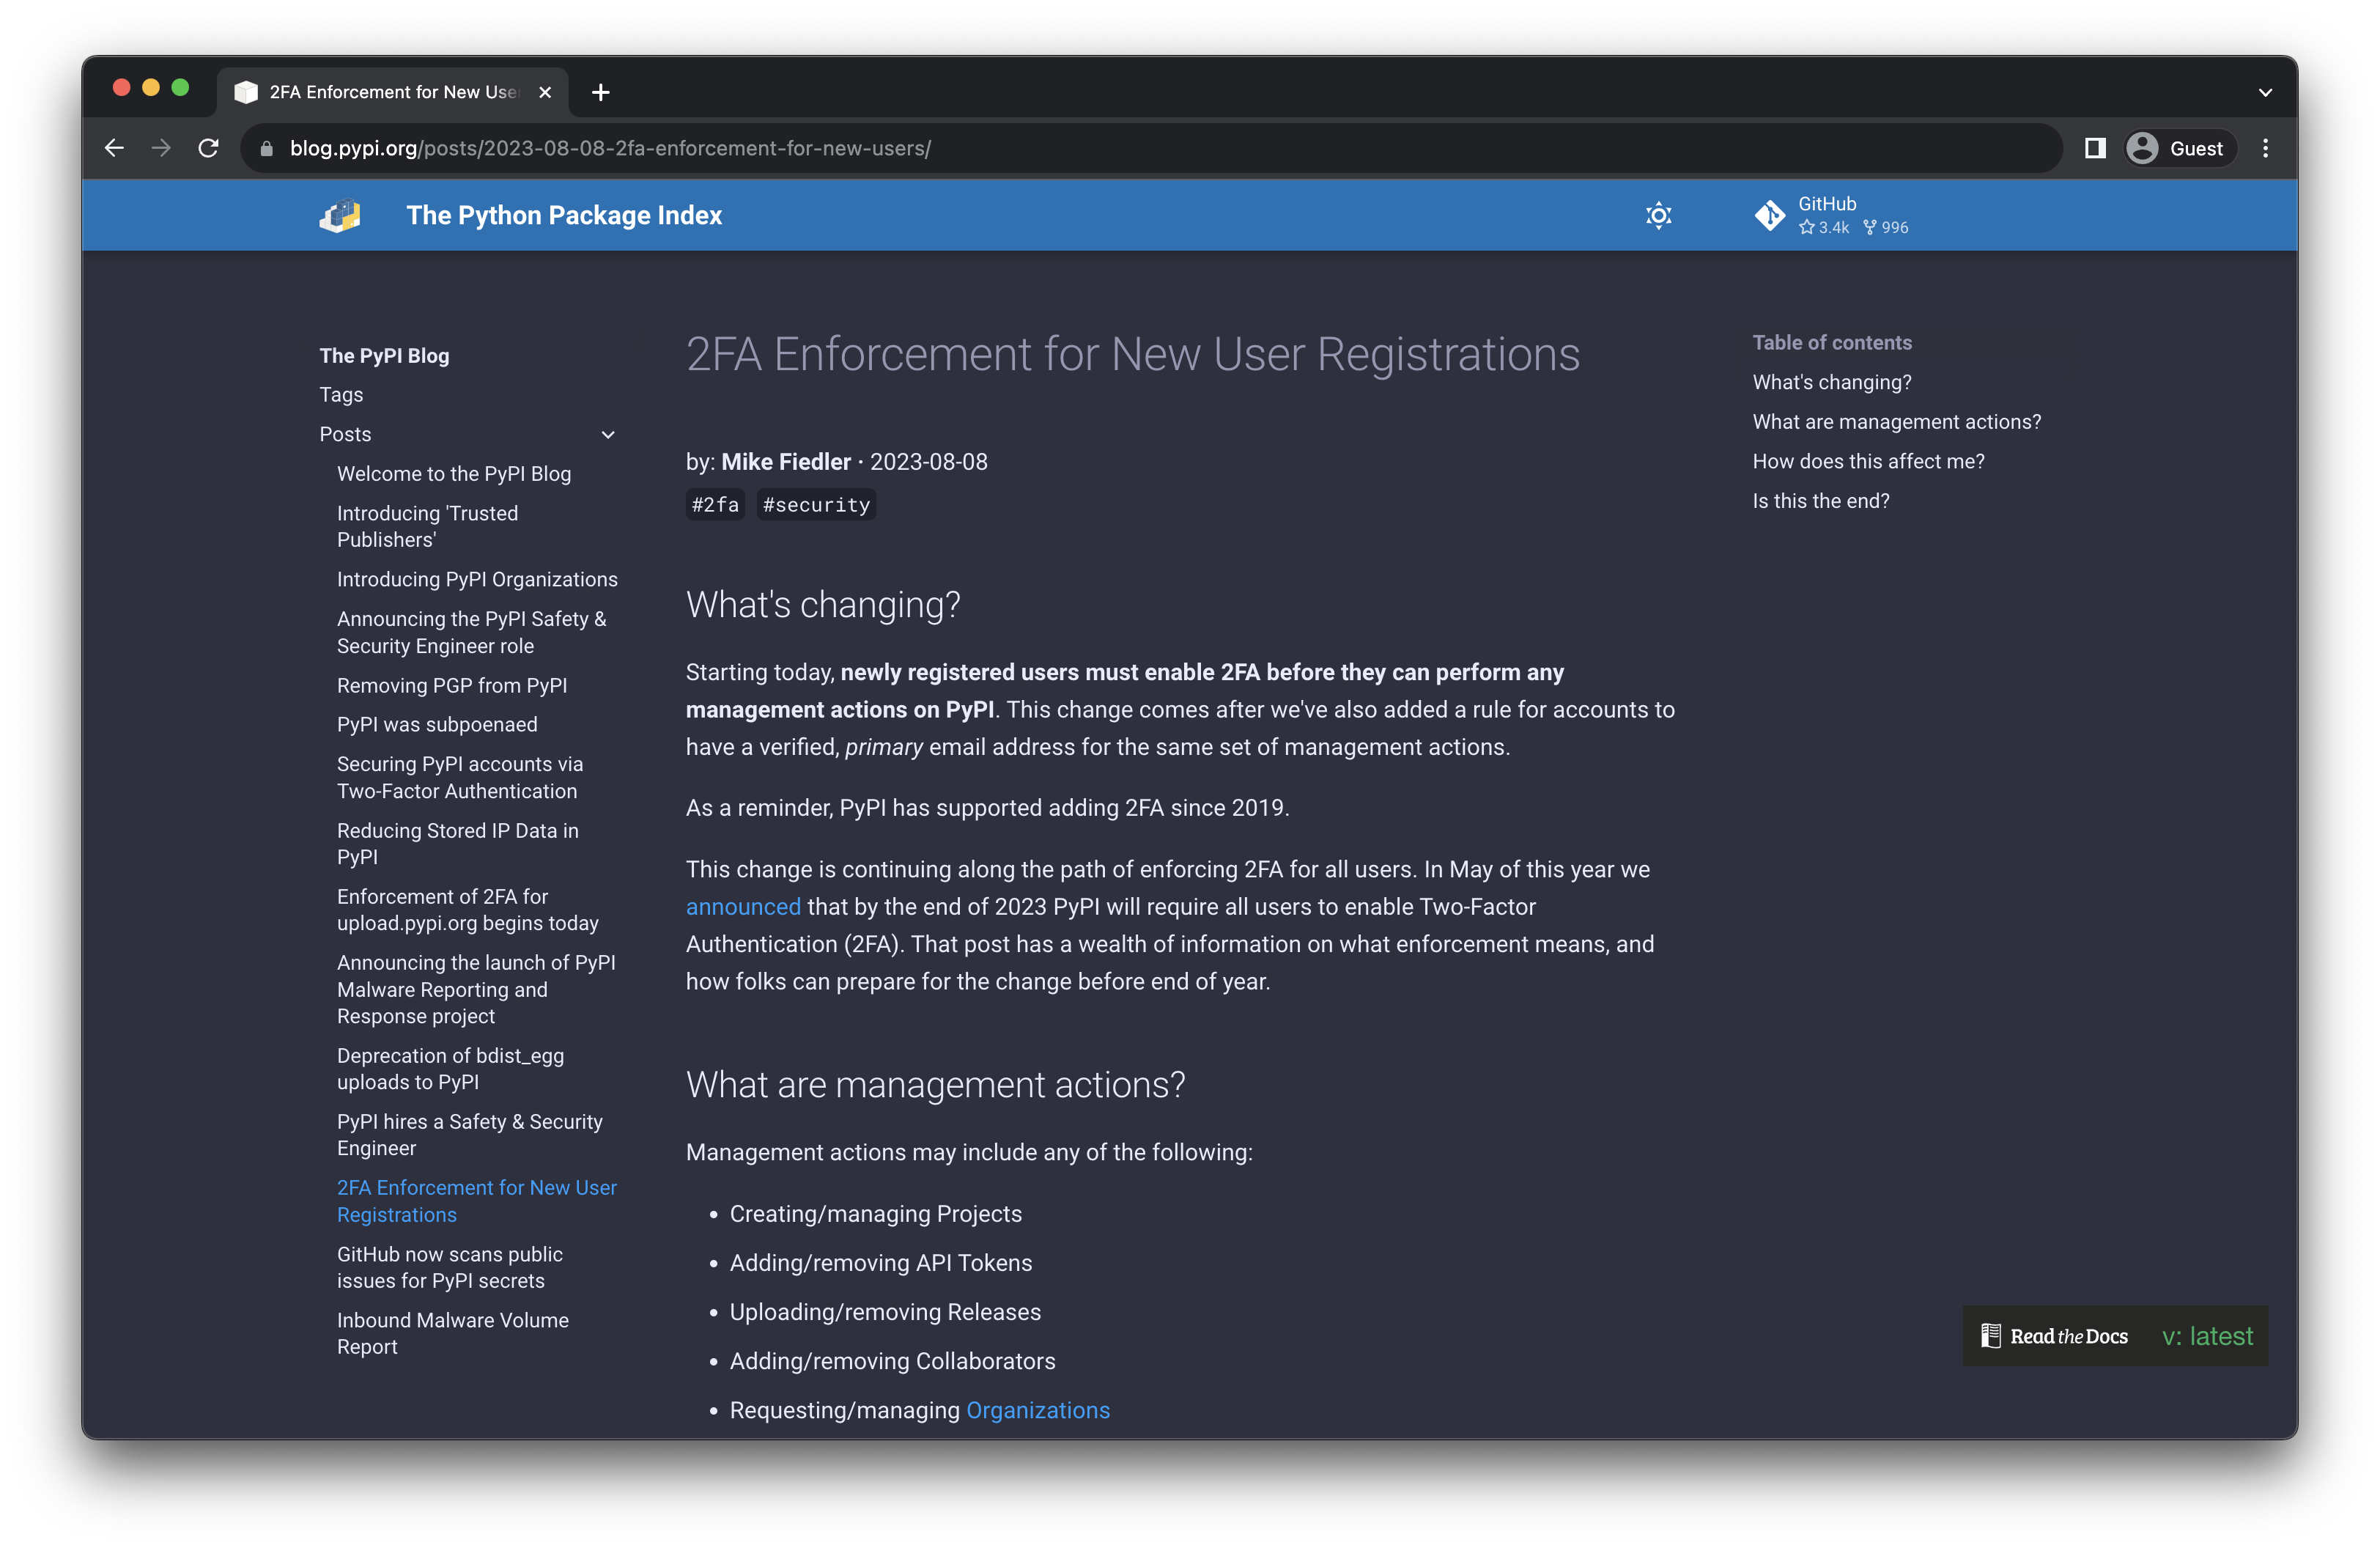 2FA Enforcement for New Use
blog.pypi.org/posts/2023-08-08-2fa-enforcement-for-new-users/
Guest
The Python Package Index
GitHub
3.4k 996
The PyPI Blog
Tags
Posts
Welcome to the PyPI Blog
Introducing 'Trusted
Publishers'
Introducing PyPI Organizations
Announcing the PyPI Safety &
Security Engineer role
Removing PGP from PyPI
PyPI was subpoenaed
Securing PyPI accounts via
Two-Factor Authentication
Reducing Stored IP Data in
PyPI
Enforcement of 2FA for
upload.pypi.org begins today
Announcing the launch of PyPI
Malware Reporting and
Response project
Deprecation of bdist_egg
uploads to PyPI
PyPI hires a Safety & Security
Engineer
2FA Enforcement for New User
Registrations
GitHub now scans public
issues for PyPI secrets
Inbound Malware Volume
Report
2FA Enforcement for New User Registrations
by: Mike Fiedler · 2023-08-08
#2fa #security
What's changing?
Starting today, newly registered users must enable 2FA before they can perform any
management actions on PyPI. This change comes after we've also added a rule for accounts to
have a verified, primary email address for the same set of management actions.
As a reminder, PyPI has supported adding 2FA since 2019.
This change is continuing along the path of enforcing 2FA for all users. In May of this year we
announced that by the end of 2023 PyPI will require all users to enable Two-Factor
Authentication (2FA). That post has a wealth of information on what enforcement means, and
how folks can prepare for the change before end of year.
What are management actions?
Management actions may include any of the following:
• Creating/managing Projects
• Adding/removing API Tokens
• Uploading/removing Releases
• Adding/removing Collaborators
• Requesting/managing Organizations
Table of contents
What's changing?
What are management actions?
How does this affect me?
Is this the end?
Read the Docs v: latest